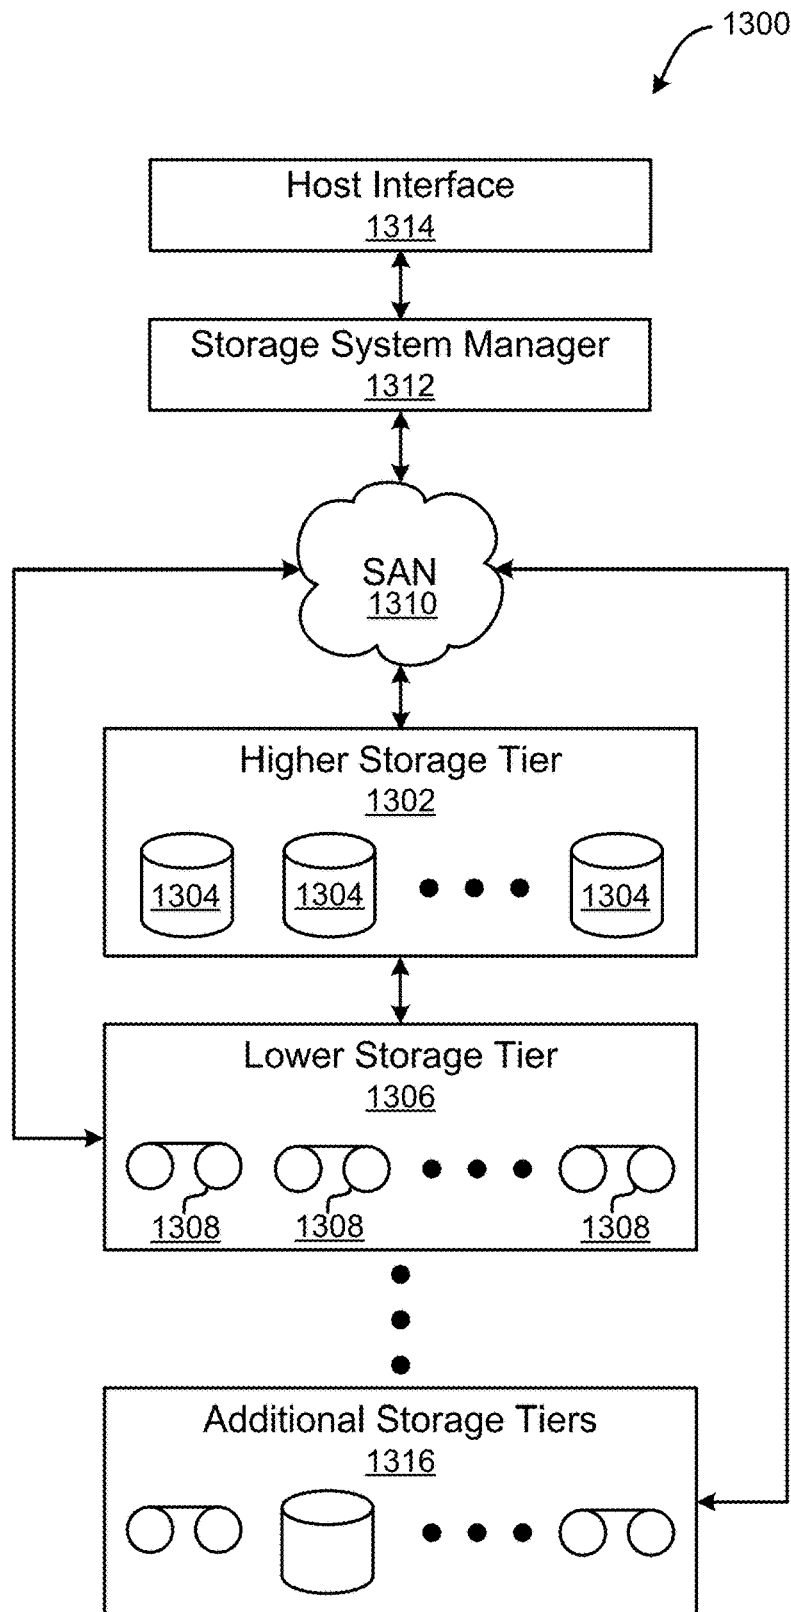 1300
Host Interface
1314
Storage System Manager
1312
SAN
1310
Higher Storage Tier
1302
1304 1304 1304
Lower Storage Tier
1306
1308 1308 1308
Additional Storage Tiers
1316